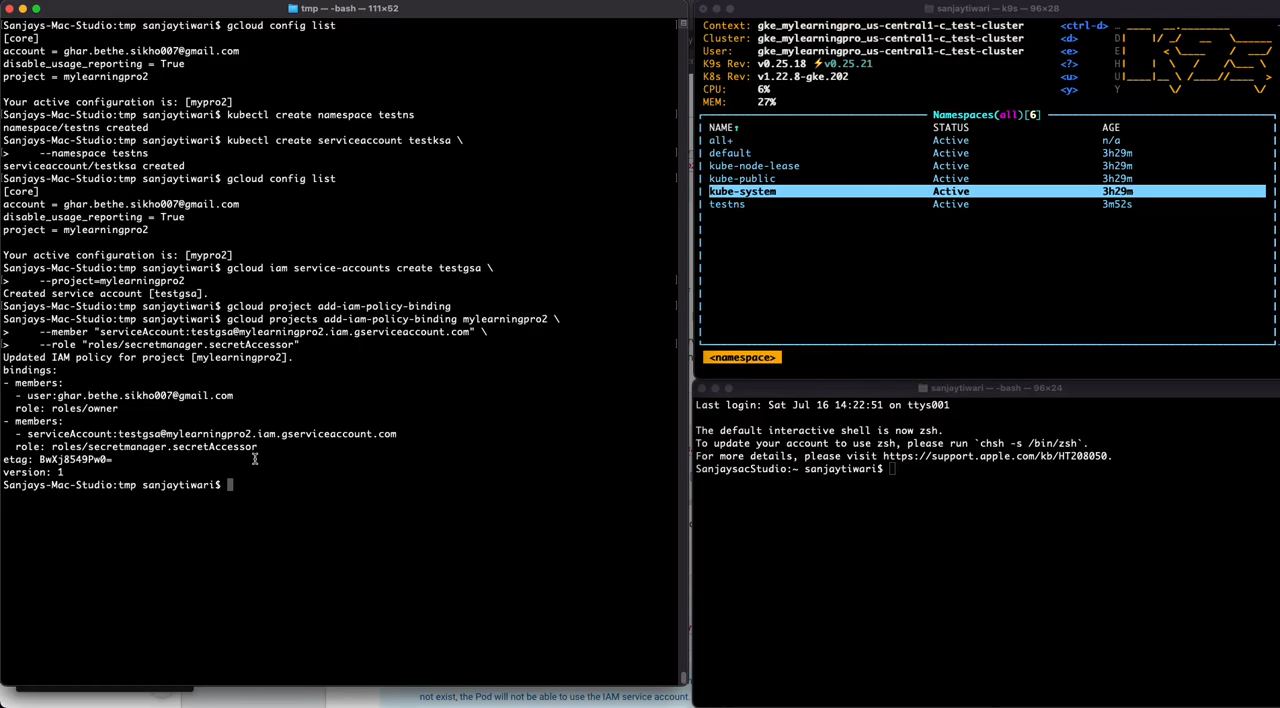 tmp — -bash — 111×52
Sanjays-Mac-Studio:tmp sanjaytiwari$ gcloud config list
[core]
account = ghar.bethe.sikho007@gmail.com
disable_usage_reporting = True
project = mylearningpro2
Your active configuration is: [mypro2]
Sanjays-Mac-Studio:tmp sanjaytiwari$ kubectl create namespace testns
namespace/testns created
Sanjays-Mac-Studio:tmp sanjaytiwari$ kubectl create serviceaccount testksa \
>     --namespace testns
serviceaccount/testksa created
Sanjays-Mac-Studio:tmp sanjaytiwari$ gcloud config list
[core]
account = ghar.bethe.sikho007@gmail.com
disable_usage_reporting = True
project = mylearningpro2
Your active configuration is: [mypro2]
Sanjays-Mac-Studio:tmp sanjaytiwari$ gcloud iam service-accounts create testgsa \
>     --project=mylearningpro2
Created service account [testgsa].
Sanjays-Mac-Studio:tmp sanjaytiwari$ gcloud project add-iam-policy-binding
Sanjays-Mac-Studio:tmp sanjaytiwari$ gcloud projects add-iam-policy-binding mylearningpro2 \
>     --member "serviceAccount:testgsa@mylearningpro2.iam.gserviceaccount.com" \
>     --role "roles/secretmanager.secretAccessor"
Updated IAM policy for project [mylearningpro2].
bindings:
- members:
  - user:ghar.bethe.sikho007@gmail.com
  role: roles/owner
- members:
  - serviceAccount:testgsa@mylearningpro2.iam.gserviceaccount.com
  role: roles/secretmanager.secretAccessor
etag: BwXj8549Pw0=
version: 1
Sanjays-Mac-Studio:tmp sanjaytiwari$
sanjaytiwari — k9s — 96×28
Context: gke_mylearningpro_us-central1-c_test-cluster <ctrl-d>
Cluster: gke_mylearningpro_us-central1-c_test-cluster <d> D
User: gke_mylearningpro_us-central1-c_test-cluster <e> E
K9s Rev: v0.25.18 ⚡v0.25.21 <?> H
K8s Rev: v1.22.8-gke.202 <u> U
CPU: 6% <y> Y
MEM: 27%
Namespaces(all)[6]
NAME↑ STATUS AGE
all+ Active n/a
default Active 3h29m
kube-node-lease Active 3h29m
kube-public Active 3h29m
kube-system Active 3h29m
testns Active 3m52s
<namespace>
sanjaytiwari — -bash — 96×24
Last login: Sat Jul 16 14:22:51 on ttys001
The default interactive shell is now zsh.
To update your account to use zsh, please run `chsh -s /bin/zsh`.
For more details, please visit https://support.apple.com/kb/HT208050.
SanjaysacStudio:~ sanjaytiwari$
not exist, the Pod will not be able to use the IAM service account